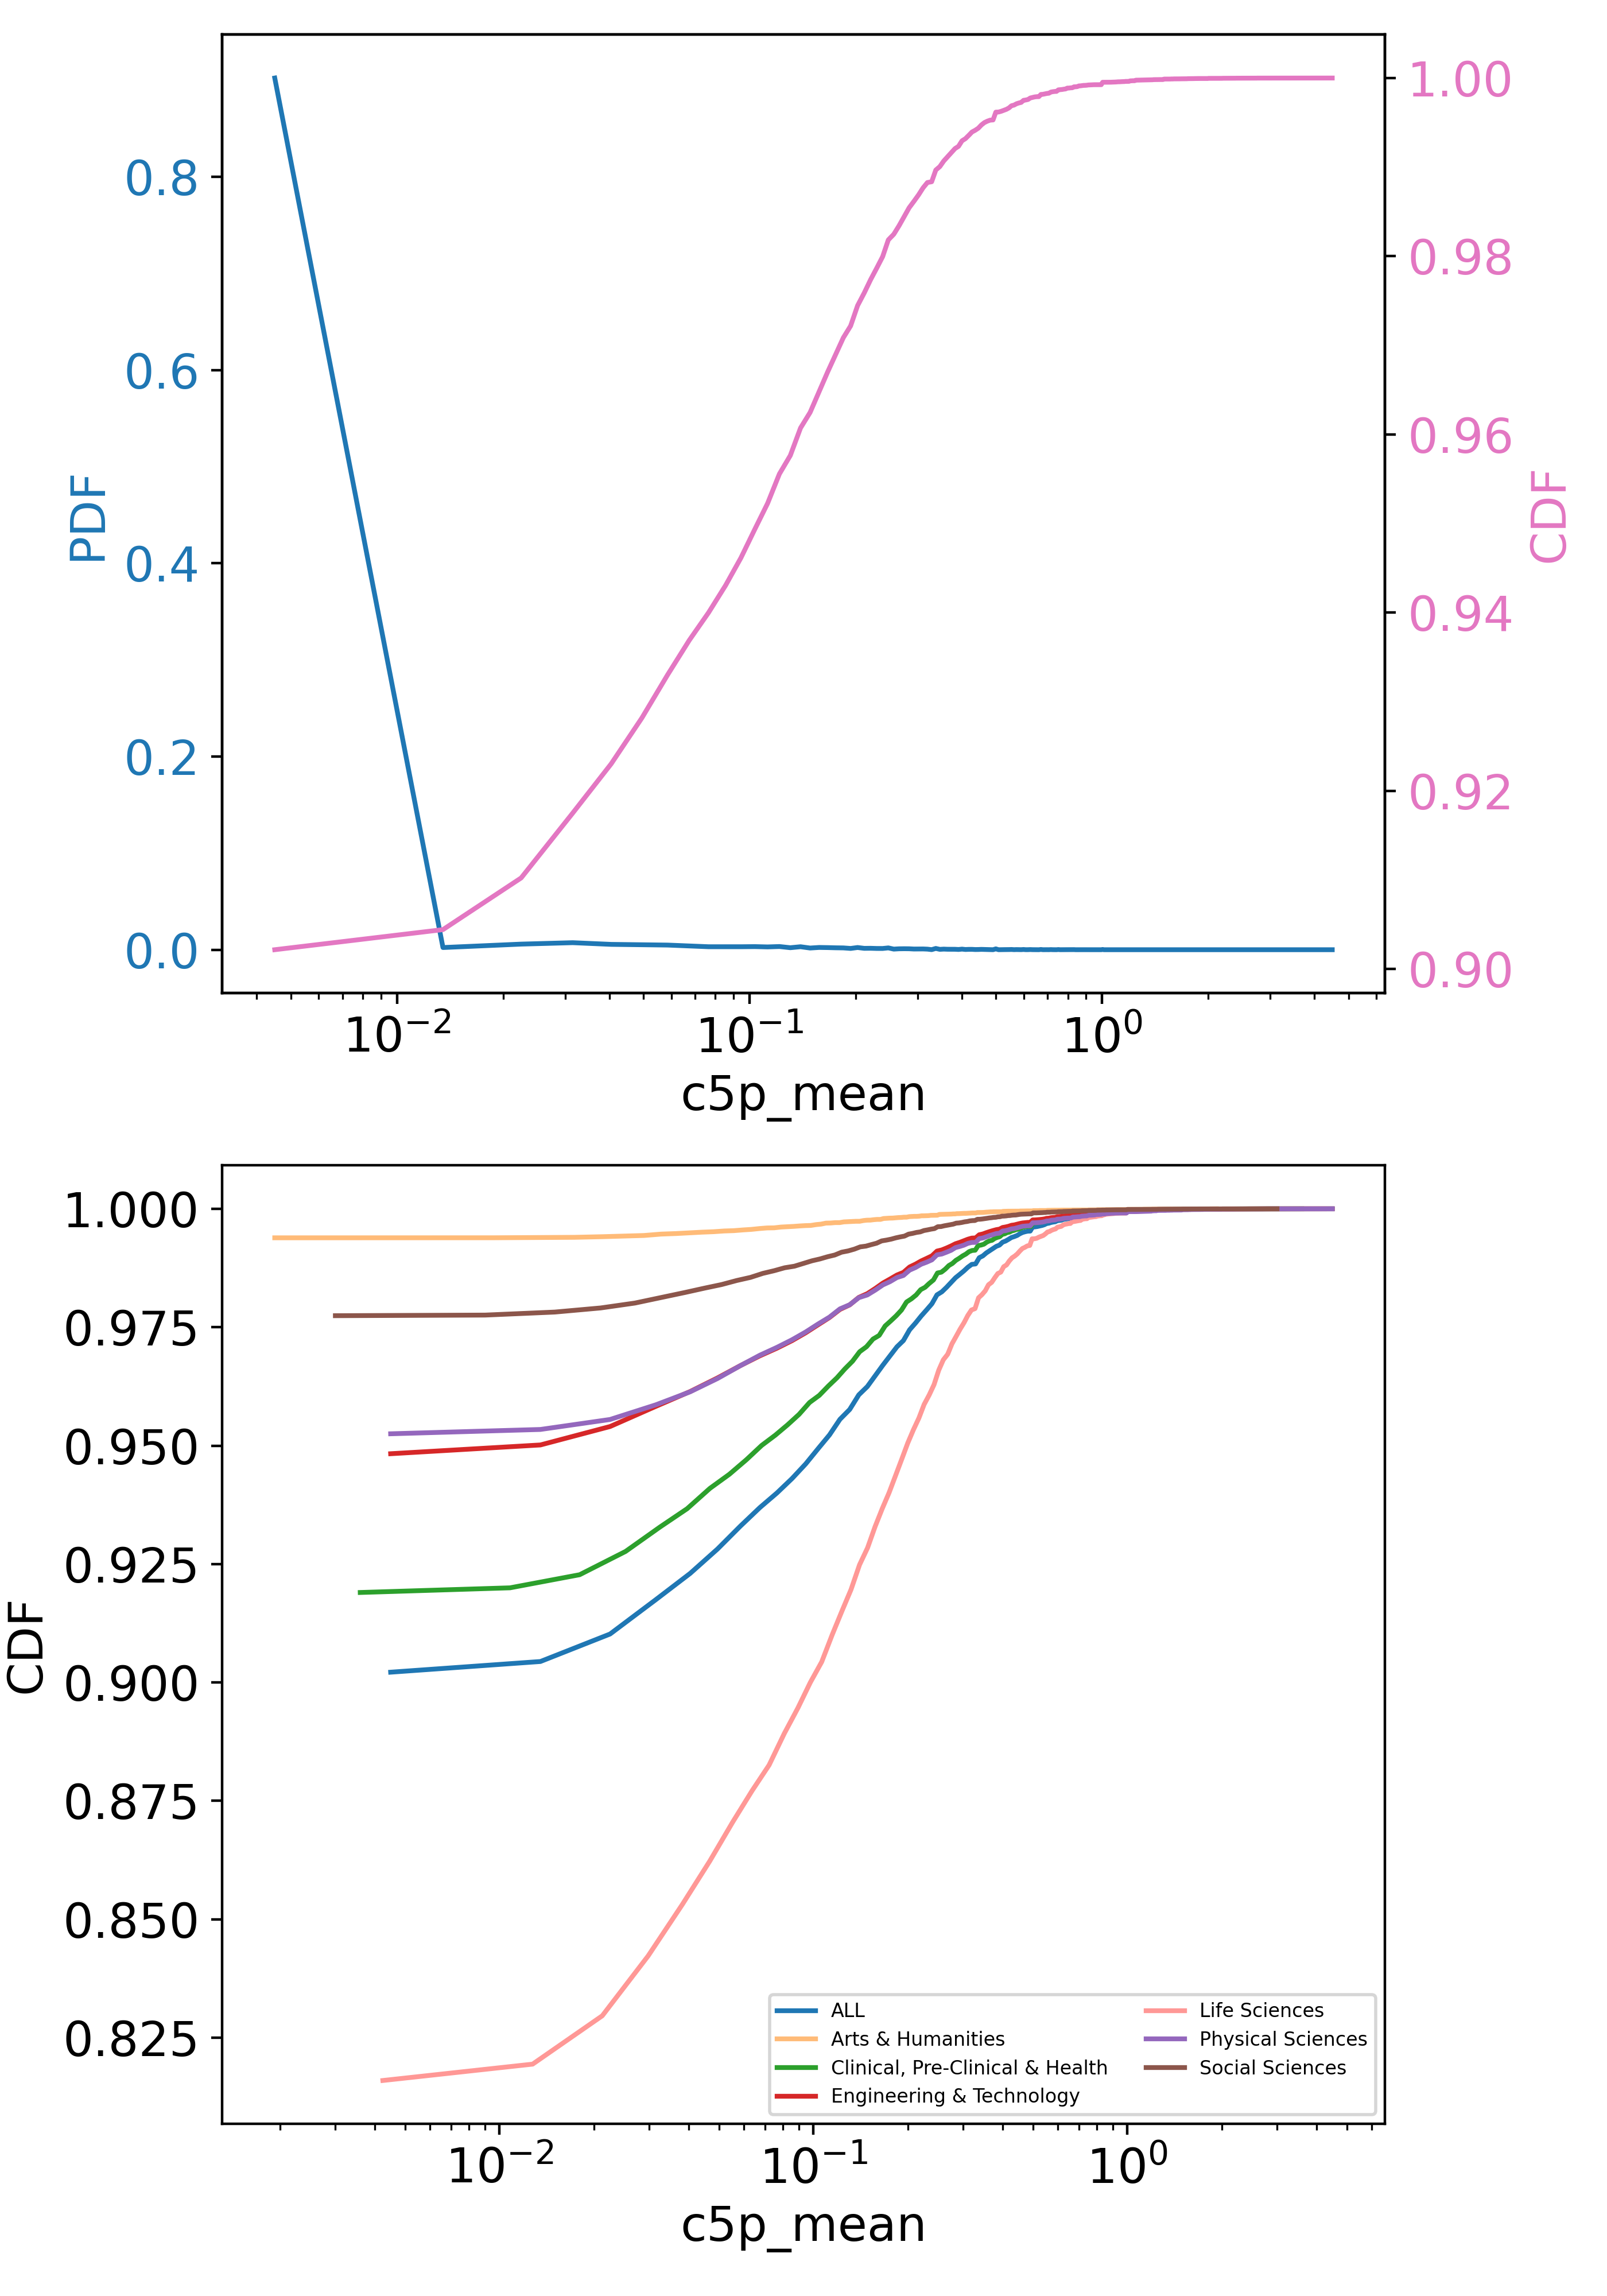 1.00
0.8
0.98
0.6
0.96
PDF
CDF
0.4
0.94
0.2
0.92
0.0
0.90
10⁻²
10⁻¹
10⁰
c5p_mean
1.000
0.975
0.950
0.925
CDF
0.900
0.875
0.850
0.825
ALL
Arts & Humanities
Clinical, Pre-Clinical & Health
Engineering & Technology
Life Sciences
Physical Sciences
Social Sciences
10⁻²
10⁻¹
10⁰
c5p_mean